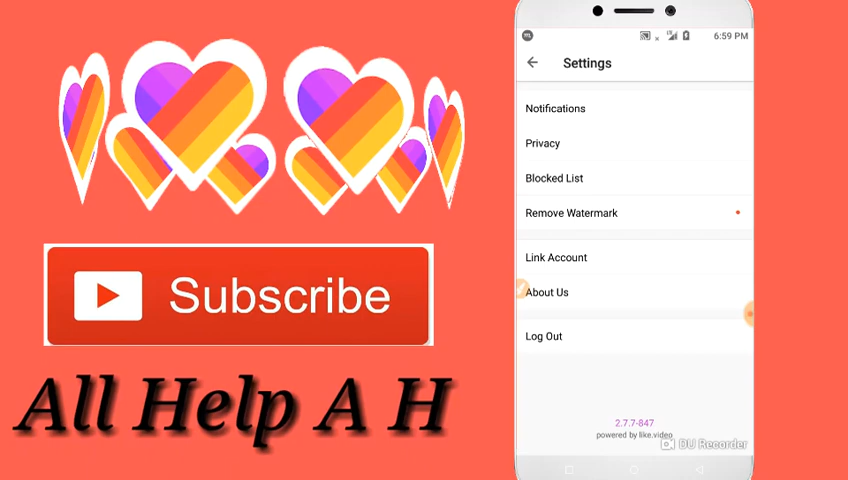 Subscribe
All Help A H
6:59 PM
Settings
Notifications
Privacy
Blocked List
Remove Watermark
Link Account
About Us
Log Out
2.7.7-847
powered by like.video
DU Recorder